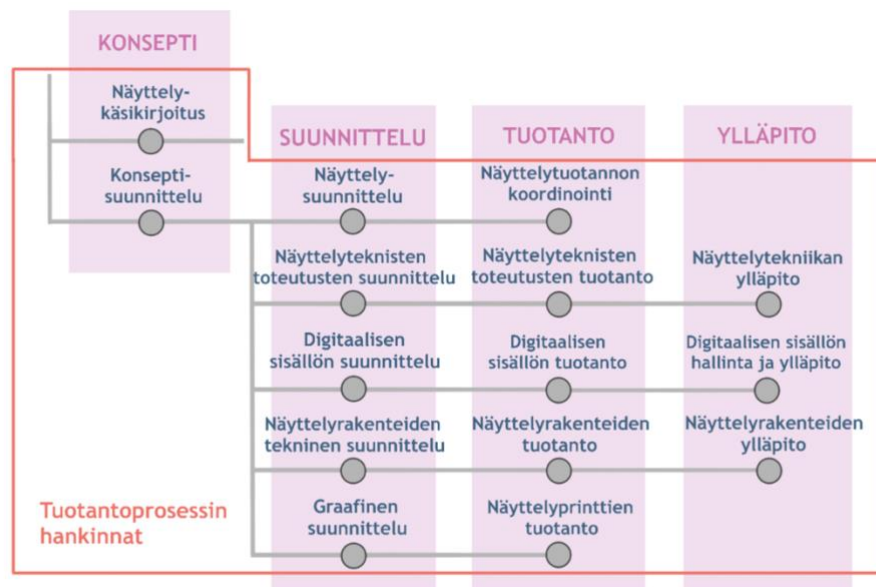 KONSEPTI
Näyttely-
käsikirjoitus
Konsepti-
suunnittelu
SUUNNITTELU
TUOTANTO
YLLÄPITO
Näyttely-
suunnittelu
Näyttelytuotannon
koordinointi
Näyttelyteknisten
toteutusten suunnittelu
Näyttelyteknisten
toteutusten tuotanto
Näyttelytekniikan
ylläpito
Digitaalisen
sisällön suunnittelu
Digitaalisen
sisällön tuotanto
Digitaalisen sisällön
hallinta ja ylläpito
Näyttelyrakenteiden
tekninen suunnittelu
Näyttelyrakenteiden
tuotanto
Näyttelyrakenteiden
ylläpito
Graafinen
suunnittelu
Näyttelyprinttien
tuotanto
Tuotantoprosessin
hankinnat